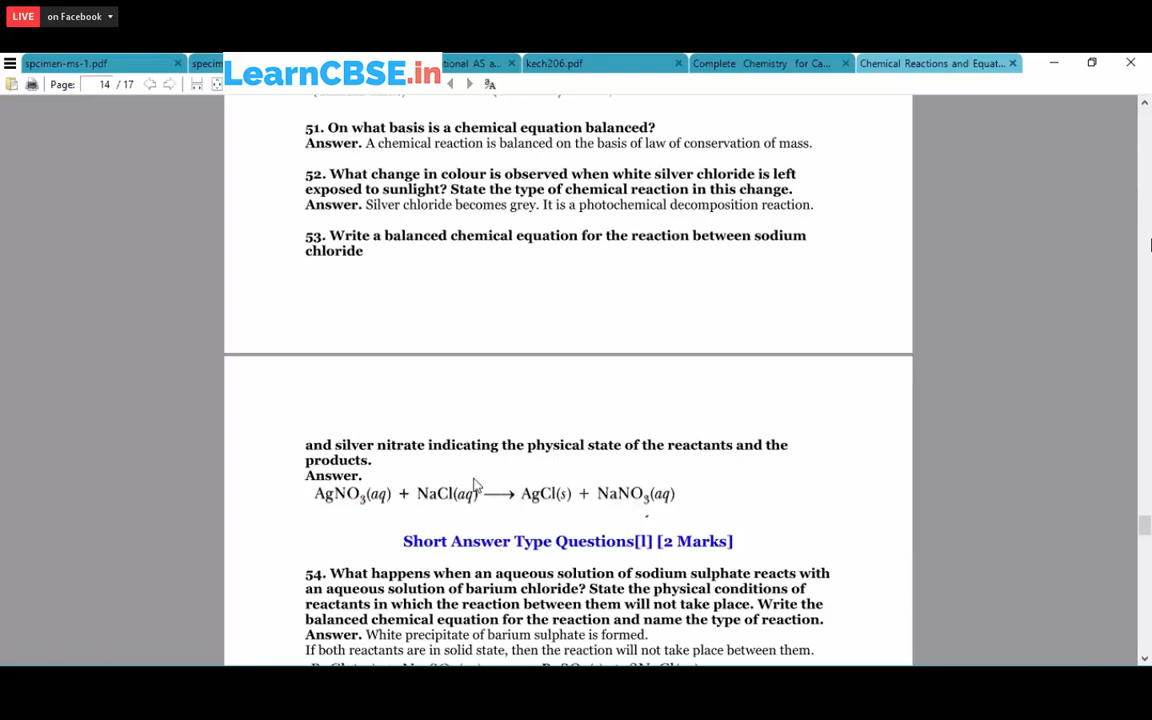 LIVE on Facebook
spcimen-ms-1.pdf
specim
LearnCBSE.in
tional AS a...
kech206.pdf
Complete Chemistry for Ca...
Chemical Reactions and Equat...
Page: 14 / 17
51. On what basis is a chemical equation balanced?
Answer. A chemical reaction is balanced on the basis of law of conservation of mass.
52. What change in colour is observed when white silver chloride is left
exposed to sunlight? State the type of chemical reaction in this change.
Answer. Silver chloride becomes grey. It is a photochemical decomposition reaction.
53. Write a balanced chemical equation for the reaction between sodium
chloride
and silver nitrate indicating the physical state of the reactants and the
products.
Answer.
AgNO₃(aq) + NaCl(aq) ⟶ AgCl(s) + NaNO₃(aq)
Short Answer Type Questions[l] [2 Marks]
54. What happens when an aqueous solution of sodium sulphate reacts with
an aqueous solution of barium chloride? State the physical conditions of
reactants in which the reaction between them will not take place. Write the
balanced chemical equation for the reaction and name the type of reaction.
Answer. White precipitate of barium sulphate is formed.
If both reactants are in solid state, then the reaction will not take place between them.